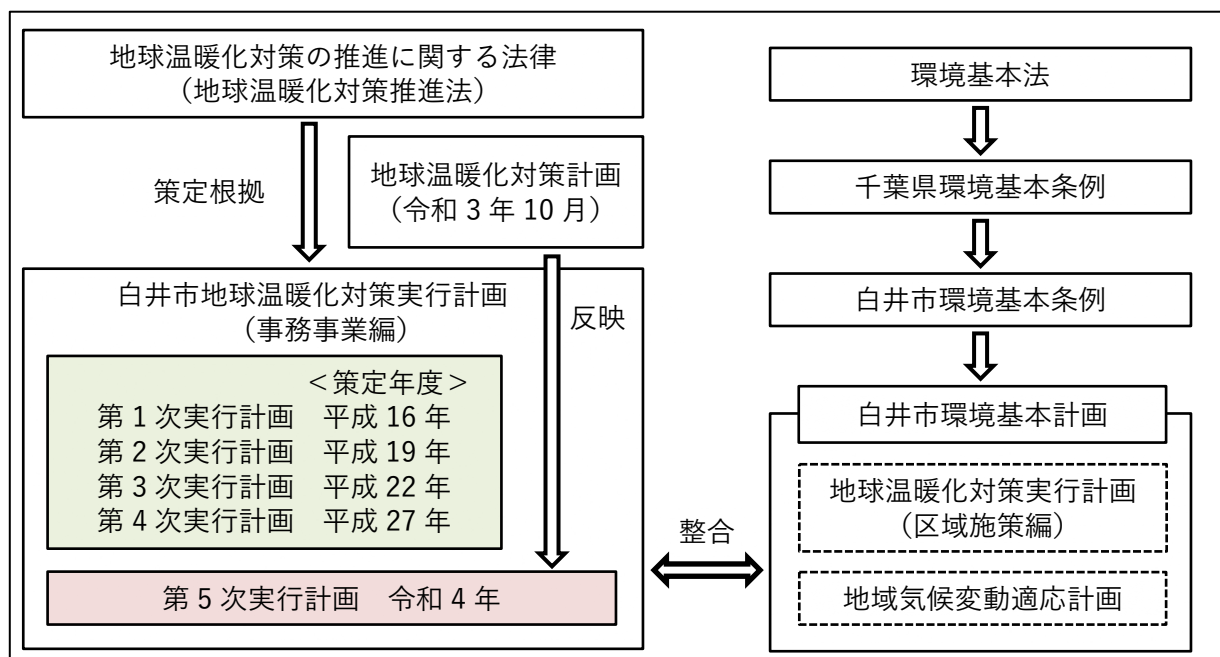 地球温暖化対策の推進に関する法律
（地球温暖化対策推進法）
策定根拠
地球温暖化対策計画
（令和 3 年 10 月）
白井市地球温暖化対策実行計画
（事務事業編）
反映
＜策定年度＞
第 1 次実行計画　平成 16 年
第 2 次実行計画　平成 19 年
第 3 次実行計画　平成 22 年
第 4 次実行計画　平成 27 年
第 5 次実行計画　令和 4 年
整合
環境基本法
千葉県環境基本条例
白井市環境基本条例
白井市環境基本計画
地球温暖化対策実行計画
（区域施策編）
地域気候変動適応計画